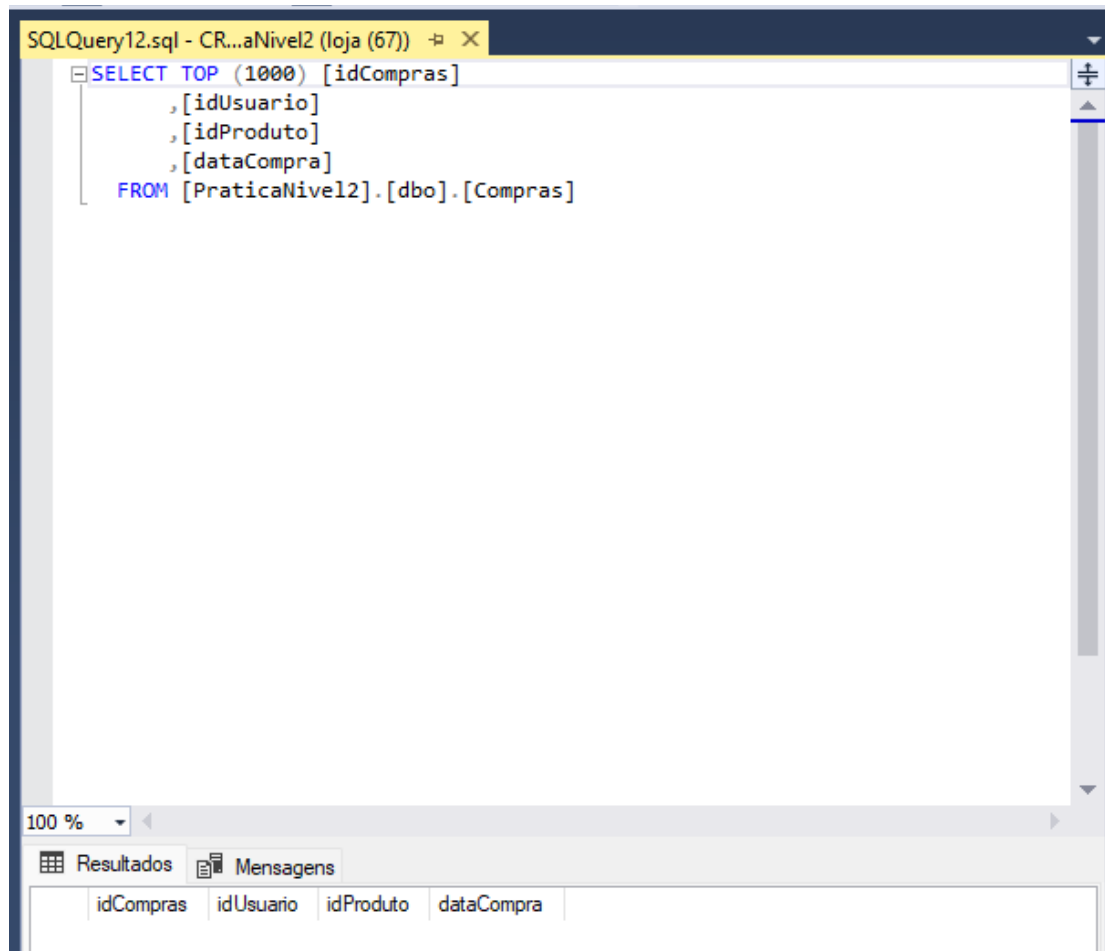 SQLQuery12.sql - CR...aNivel2 (loja (67))
SELECT TOP (1000) [idCompras]
,[idUsuario]
,[idProduto]
,[dataCompra]
FROM [PraticaNivel2].[dbo].[Compras]
100 %
Resultados Mensagens
idCompras idUsuario idProduto dataCompra